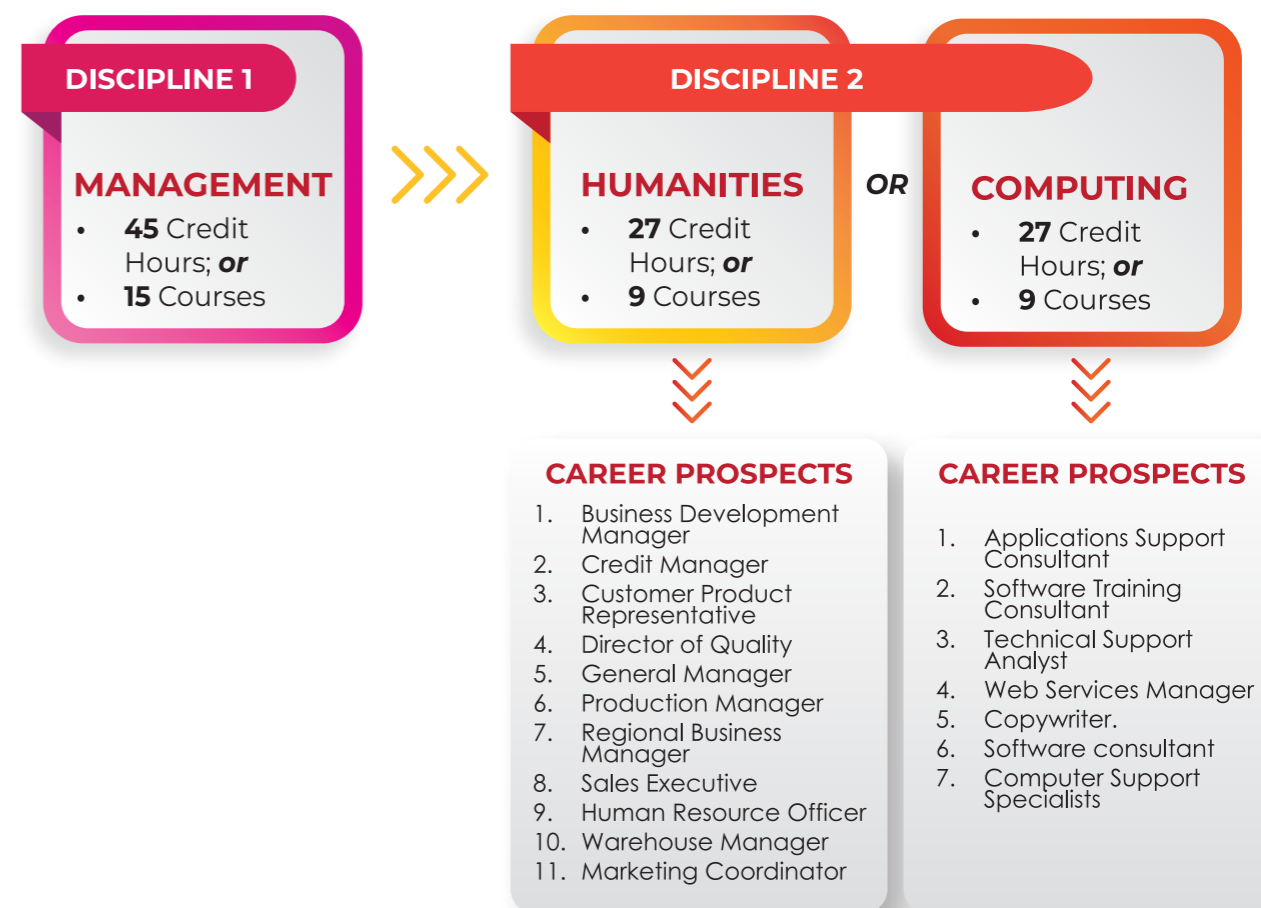 DISCIPLINE 1
MANAGEMENT
• 45 Credit
Hours; or
• 15 Courses
DISCIPLINE 2
HUMANITIES
• 27 Credit
Hours; or
• 9 Courses
OR
COMPUTING
• 27 Credit
Hours; or
• 9 Courses
CAREER PROSPECTS
1. Business Development
Manager
2. Credit Manager
3. Customer Product
Representative
4. Director of Quality
5. General Manager
6. Production Manager
7. Regional Business
Manager
8. Sales Executive
9. Human Resource Officer
10. Warehouse Manager
11. Marketing Coordinator
CAREER PROSPECTS
1. Applications Support
Consultant
2. Software Training
Consultant
3. Technical Support
Analyst
4. Web Services Manager
5. Copywriter.
6. Software consultant
7. Computer Support
Specialists